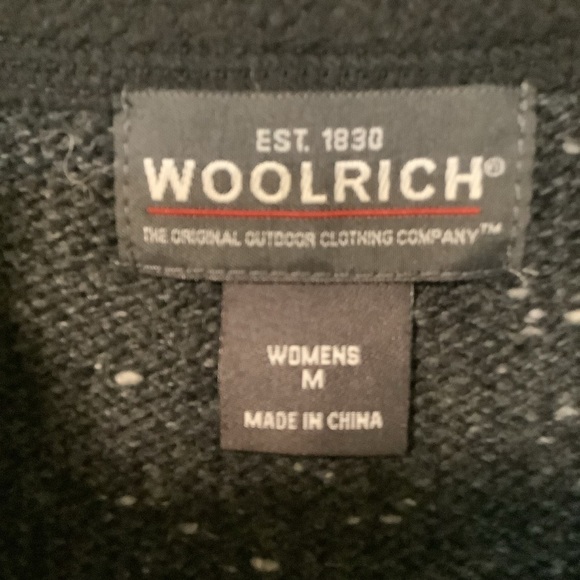 EST. 1830
WOOLRICH®
THE ORIGINAL OUTDOOR CLOTHING COMPANY™
WOMENS
M
MADE IN CHINA